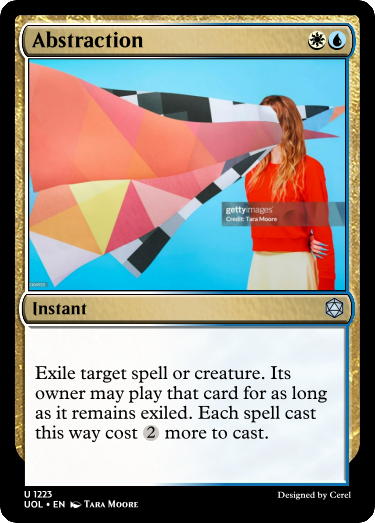 Abstraction
gettyimages
Credit: Tara Moore
Instant
Exile target spell or creature. Its
owner may play that card for as long
as it remains exiled. Each spell cast
this way cost 2 more to cast.
U 1223
UOL • EN TARA MOORE
Designed by Cerel